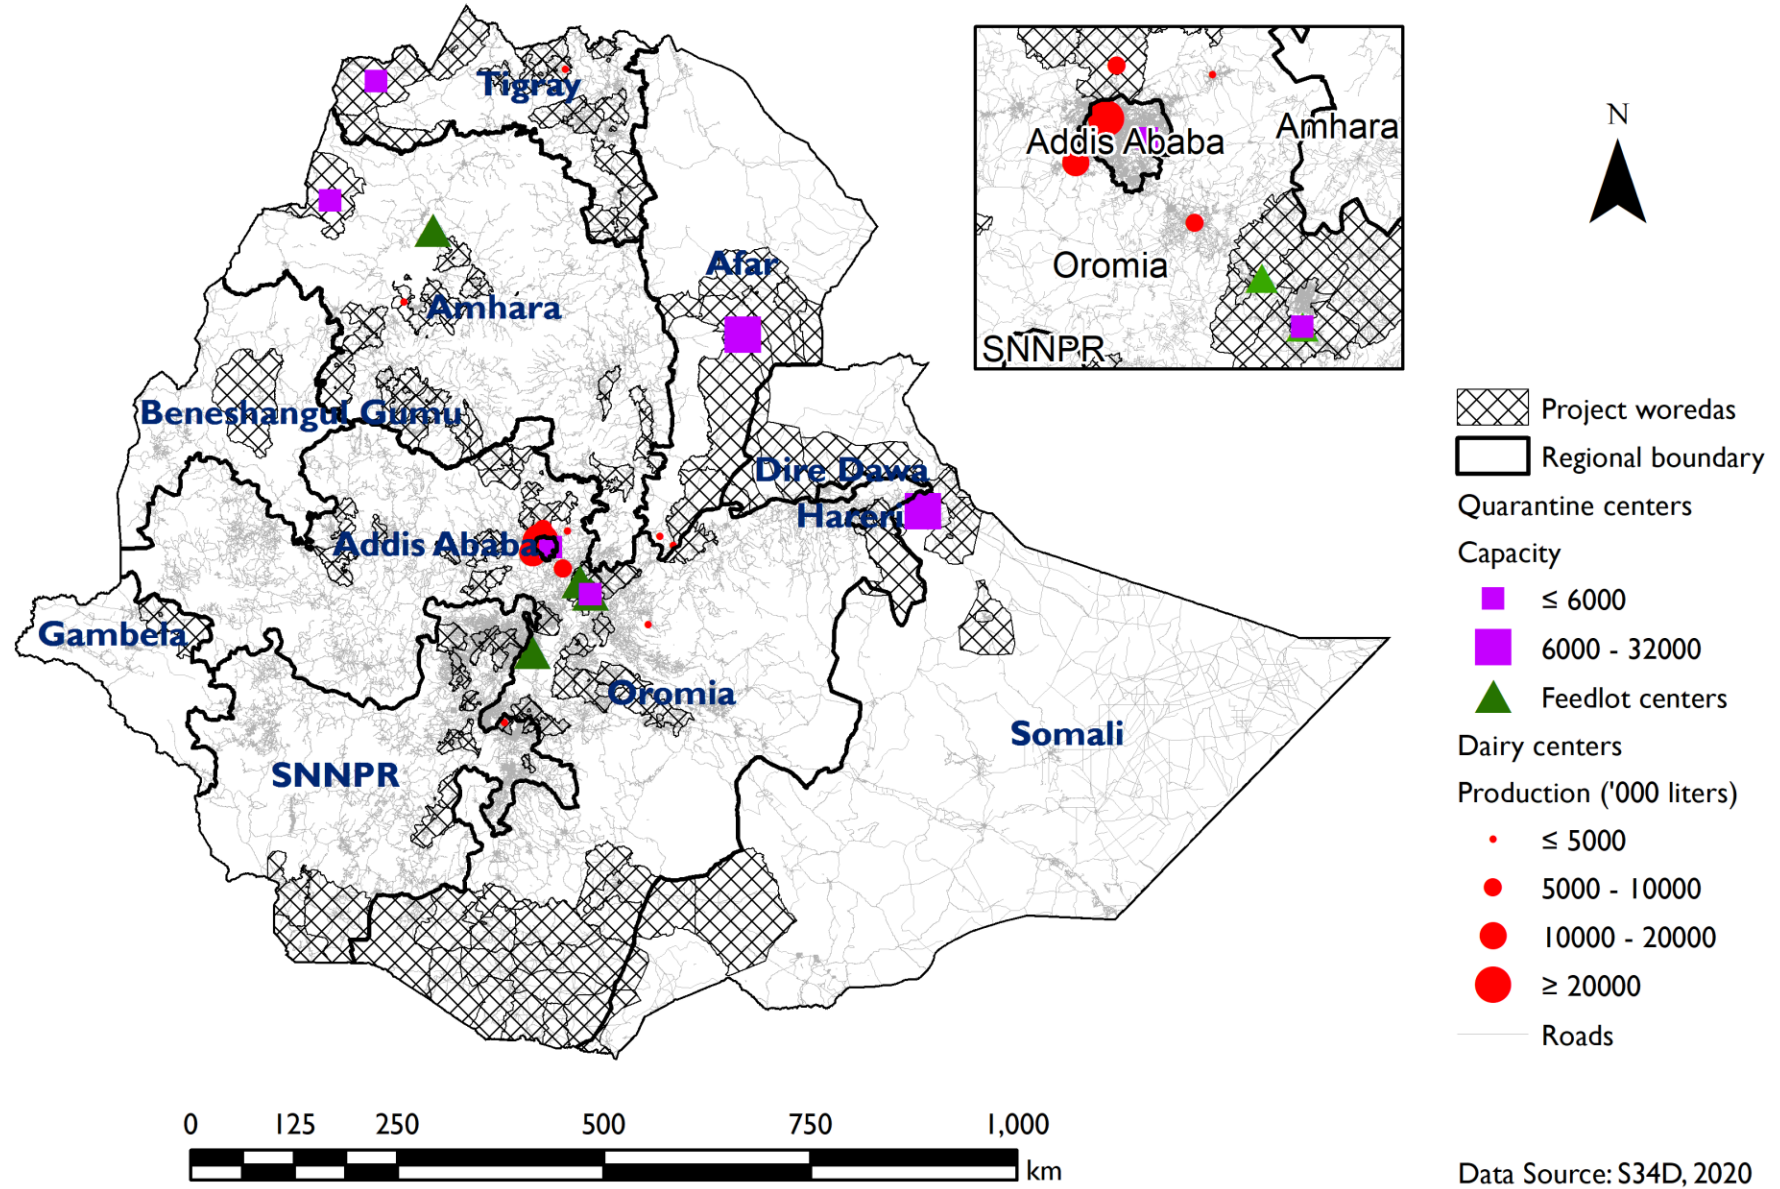 Tigray
Afar
Amhara
Beneshangul Gumu
Dire Dawa
Hareri
Addis Ababa
Gambela
Oromia
Somali
SNNPR
Addis Ababa
Amhara
Oromia
SNNPR
N
Project woredas
Regional boundary
Quarantine centers
Capacity
≤ 6000
6000 - 32000
Feedlot centers
Dairy centers
Production ('000 liters)
≤ 5000
5000 - 10000
10000 - 20000
≥ 20000
Roads
0 125 250 500 750 1,000
km
Data Source: S34D, 2020